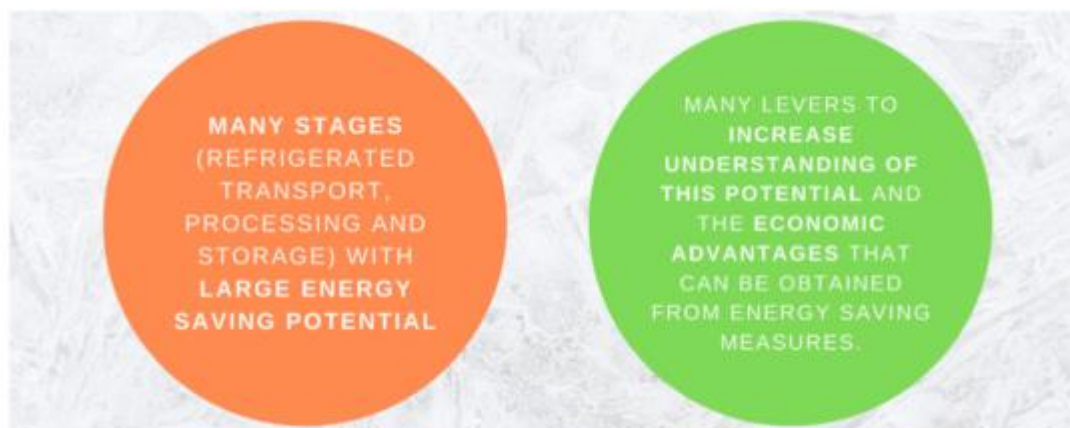 MANY STAGES
(REFRIGERATED
TRANSPORT,
PROCESSING AND
STORAGE) WITH
LARGE ENERGY
SAVING POTENTIAL
MANY LEVERS TO
INCREASE
UNDERSTANDING OF
THIS POTENTIAL AND
THE ECONOMIC
ADVANTAGES THAT
CAN BE OBTAINED
FROM ENERGY SAVING
MEASURES.